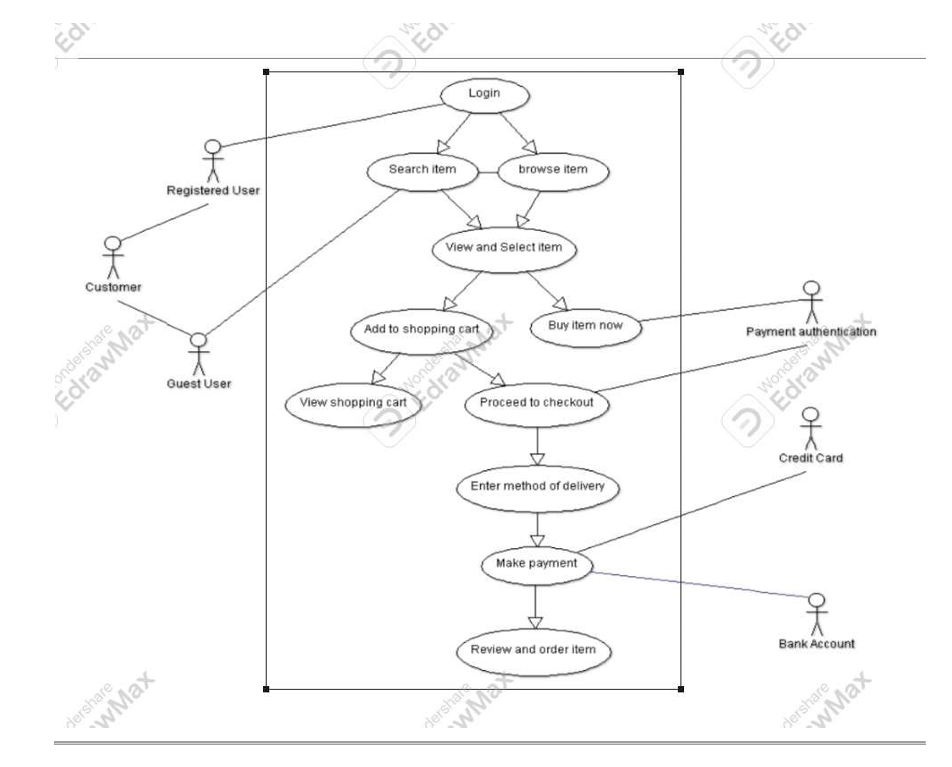 Login
Search item
browse item
Registered User
View and Select item
Customer
Add to shopping cart
Buy item now
Payment authentication
Guest User
View shopping cart
Proceed to checkout
Credit Card
Enter method of delivery
Make payment
Bank Account
Review and order item
Wondershare
EdrawMax